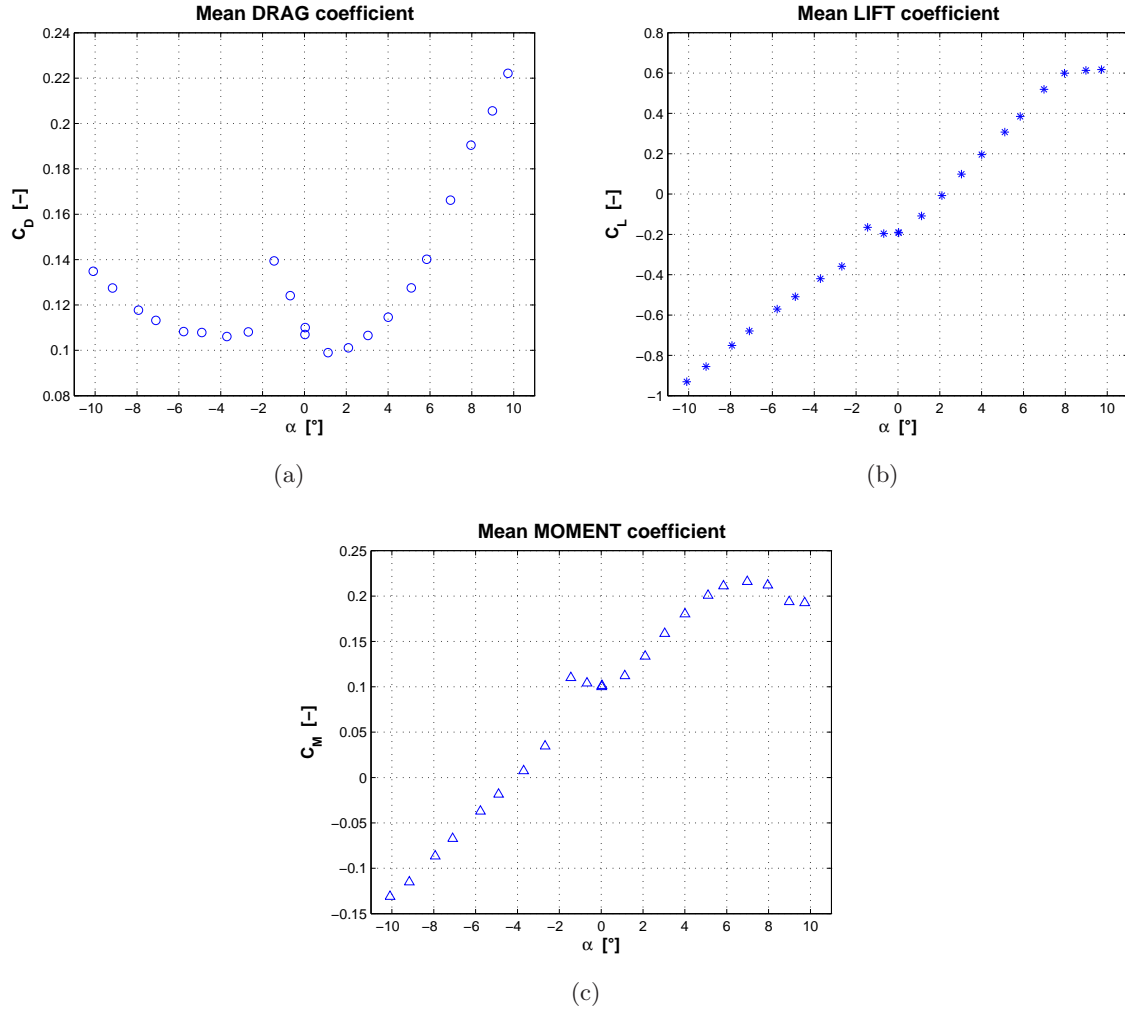 Mean DRAG coefficient
0.24
0.22
0.2
0.18
0.16
0.14
0.12
0.1
0.08
C_D [−]
−10 −8 −6 −4 −2 0 2 4 6 8 10
α [°]
(a)
Mean LIFT coefficient
0.8
0.6
0.4
0.2
0
−0.2
−0.4
−0.6
−0.8
−1
C_L [−]
−10 −8 −6 −4 −2 0 2 4 6 8 10
α [°]
(b)
Mean MOMENT coefficient
0.25
0.2
0.15
0.1
0.05
0
−0.05
−0.1
−0.15
C_M [−]
−10 −8 −6 −4 −2 0 2 4 6 8 10
α [°]
(c)